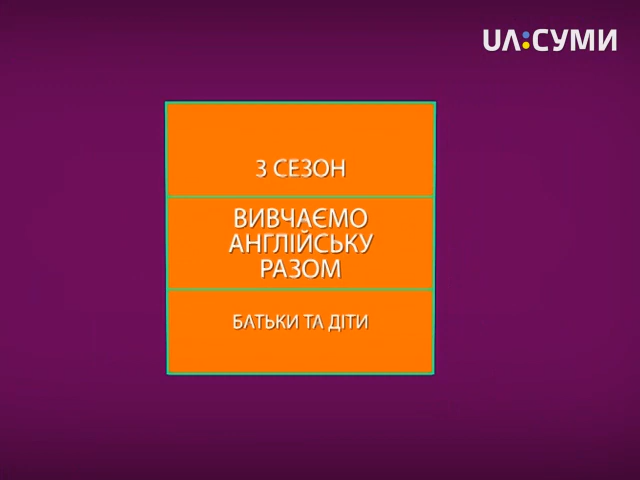 UA:СУМИ
3 СЕЗОН
ВИВЧАЄМО
АНГЛІЙСЬКУ
РАЗОМ
БАТЬКИ ТА ДІТИ